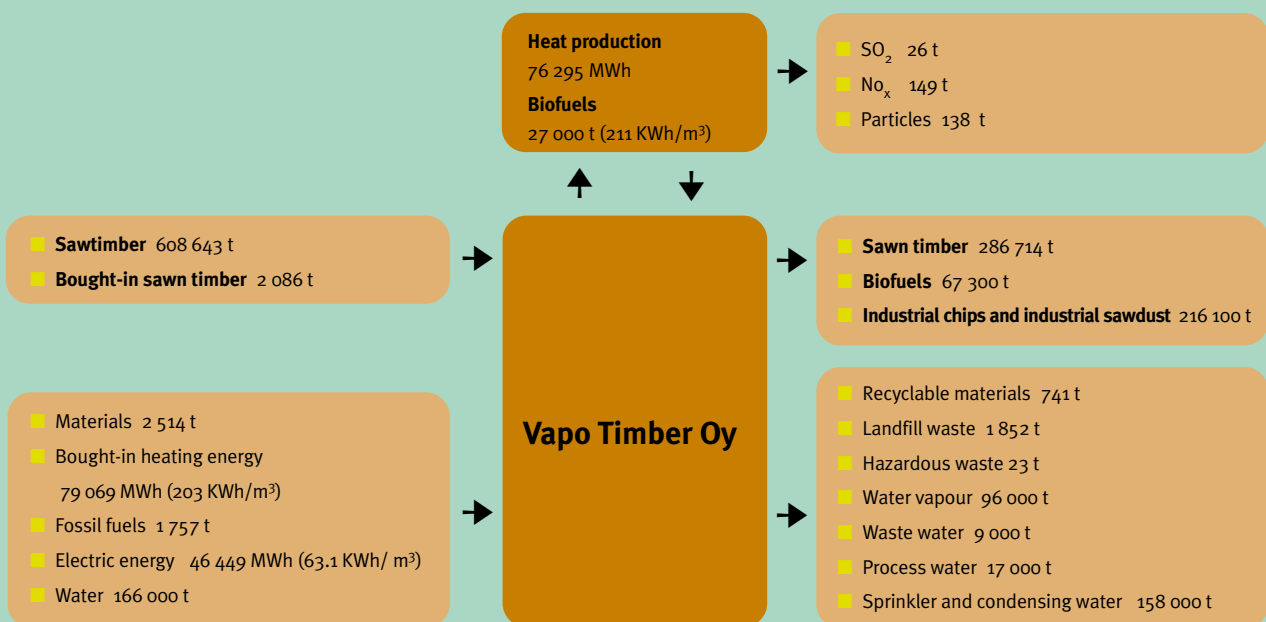 Heat production
76 295 MWh
Biofuels
27 000 t (211 KWh/m³)
SO₂ 26 t
Noₓ 149 t
Particles 138 t
Sawtimber 608 643 t
Bought-in sawn timber 2 086 t
Sawn timber 286 714 t
Biofuels 67 300 t
Industrial chips and industrial sawdust 216 100 t
Materials 2 514 t
Bought-in heating energy
79 069 MWh (203 KWh/m³)
Fossil fuels 1 757 t
Electric energy 46 449 MWh (63.1 KWh/ m³)
Water 166 000 t
Vapo Timber Oy
Recyclable materials 741 t
Landfill waste 1 852 t
Hazardous waste 23 t
Water vapour 96 000 t
Waste water 9 000 t
Process water 17 000 t
Sprinkler and condensing water 158 000 t